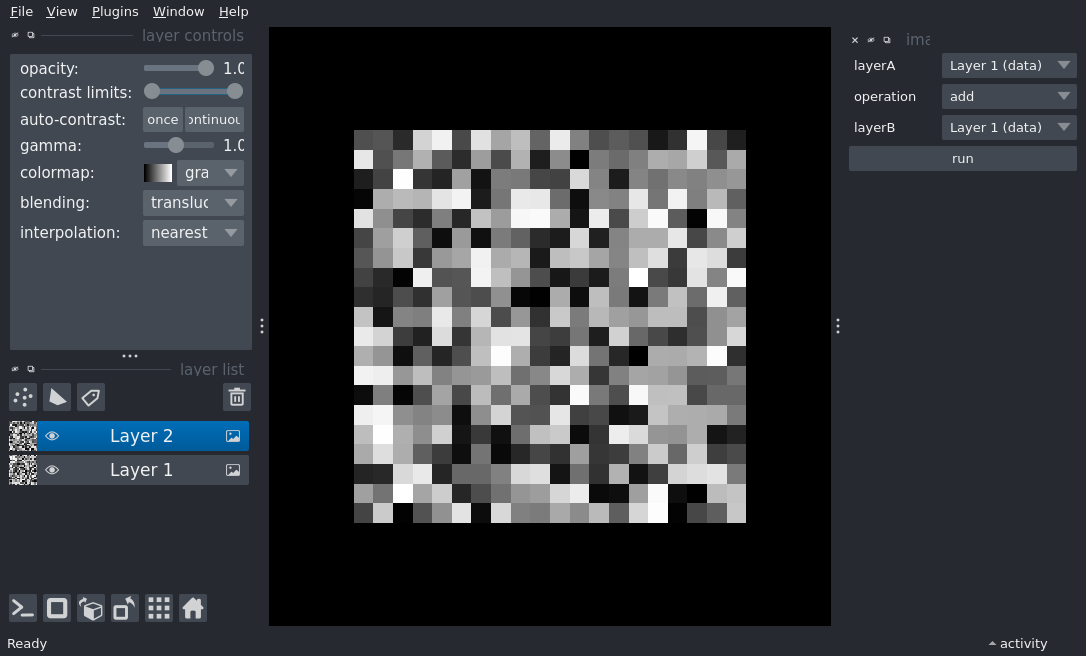 File View Plugins Window Help
layer controls
opacity: 1.0
contrast limits:
auto-contrast: once
gamma: 1.0
colormap: gra
blending: transluc
interpolation: nearest
layer list
Layer 2
Layer 1
ima
layerA Layer 1 (data)
operation add
layerB Layer 1 (data)
run
Ready
activity